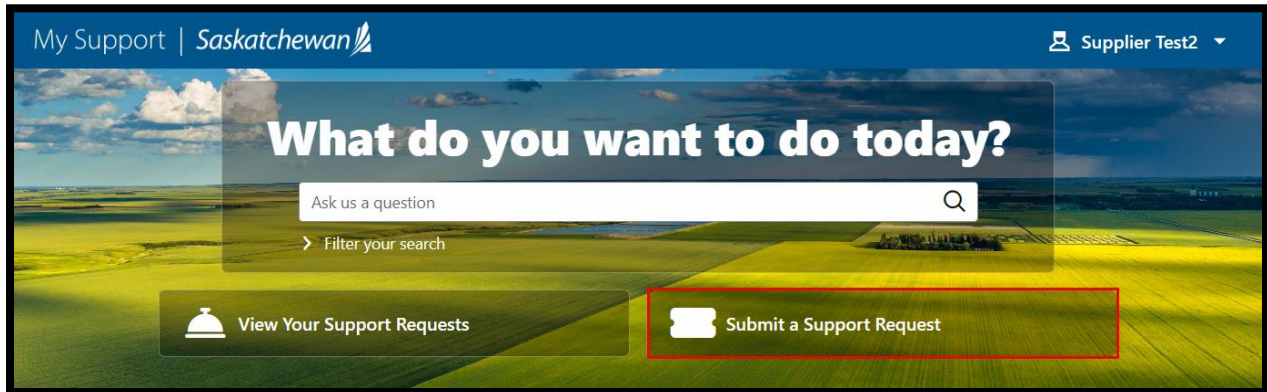 My Support | Saskatchewan
Supplier Test2
What do you want to do today?
Ask us a question
Filter your search
View Your Support Requests
Submit a Support Request